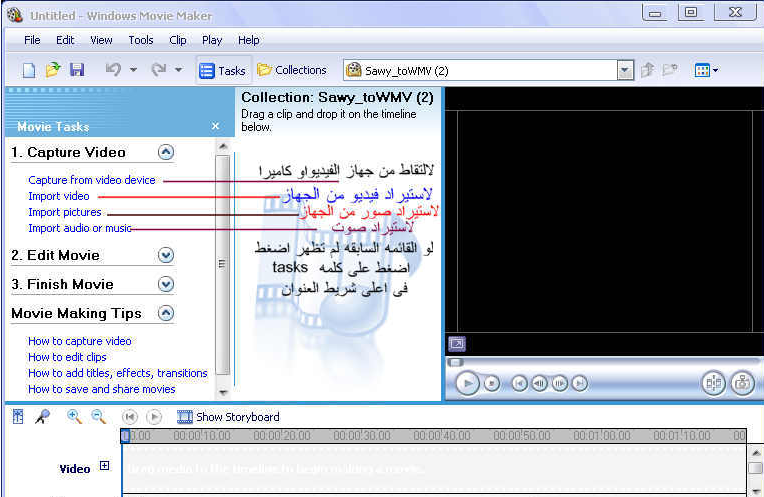 Untitled - Windows Movie Maker
File Edit View Tools Clip Play Help
Tasks Collections Sawy_toWMV (2)
Movie Tasks
Collection: Sawy_toWMV (2)
Drag a clip and drop it on the timeline
below.
1. Capture Video
Capture from video device
لالتقاط من جهاز الفيديواو كاميرا
Import video
لاستيراد فيديو من الجهاز
Import pictures
لاستيراد صور من الجهاز
Import audio or music
لاستيراد صوت
2. Edit Movie
3. Finish Movie
Movie Making Tips
How to capture video
How to edit clips
How to add titles, effects, transitions
How to save and share movies
لو القائمه السابقه لم تظهر اضغط
اضغط على كلمه tasks
فى اعلى شريط العنوان
Show Storyboard
00:00:10.00 00:00:20.00 00:00:30.00 00:00:40.00 00:00:50.00 00:01:00.00 00:01:10.00
Video
Drag media to the timeline to begin making a movie.